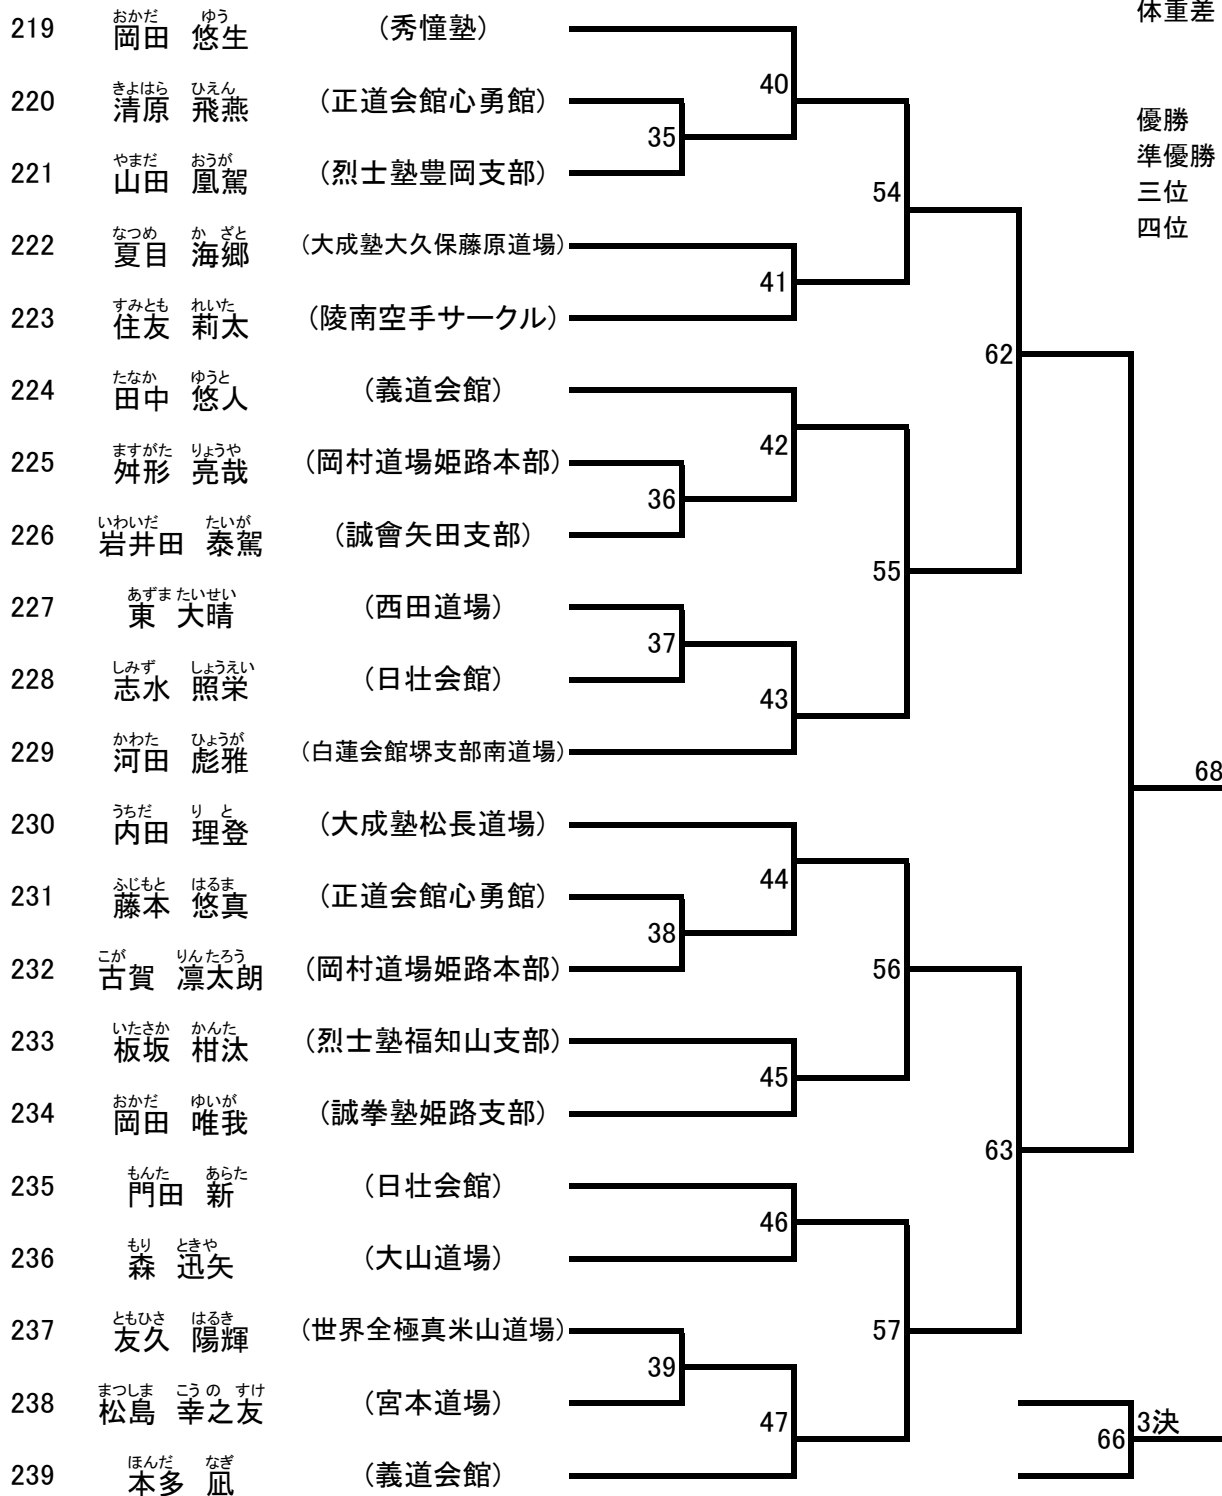 体重差
219 岡田 悠生 おかだ ゆう (秀憧塾)
40
220 清原 飛燕 きよはら ひえん (正道会館心勇館)
優勝
35
準優勝
221 山田 凰駕 やまだ おうが (烈士塾豊岡支部)
三位
54
四位
222 夏目 海郷 なつめ か ざと (大成塾大久保藤原道場)
41
223 住友 莉太 すみとも れいた (陵南空手サークル)
62
224 田中 悠人 たなか ゆうと (義道会館)
42
225 舛形 亮哉 ますがた りょうや (岡村道場姫路本部)
36
226 岩井田 泰駕 いわいだ たいが (誠會矢田支部)
55
227 東 大晴 あずま たいせい (西田道場)
37
228 志水 照栄 しみず しょうえい (日壮会館)
43
229 河田 彪雅 かわた ひょうが (白蓮会館堺支部南道場)
68
230 内田 理登 うちだ り と (大成塾松長道場)
44
231 藤本 悠真 ふじもと はるま (正道会館心勇館)
38
232 古賀 凛太朗 こが りんたろう (岡村道場姫路本部)
56
233 板坂 柑汰 いたさか かんた (烈士塾福知山支部)
45
234 岡田 唯我 おかだ ゆいが (誠拳塾姫路支部)
63
235 門田 新 もんた あらた (日壮会館)
46
236 森 迅矢 もり ときや (大山道場)
237 友久 陽輝 ともひさ はるき (世界全極真米山道場)
57
39
238 松島 幸之友 まつしま こう の すけ (宮本道場)
47
3決
66
239 本多 凪 ほんだ なぎ (義道会館)